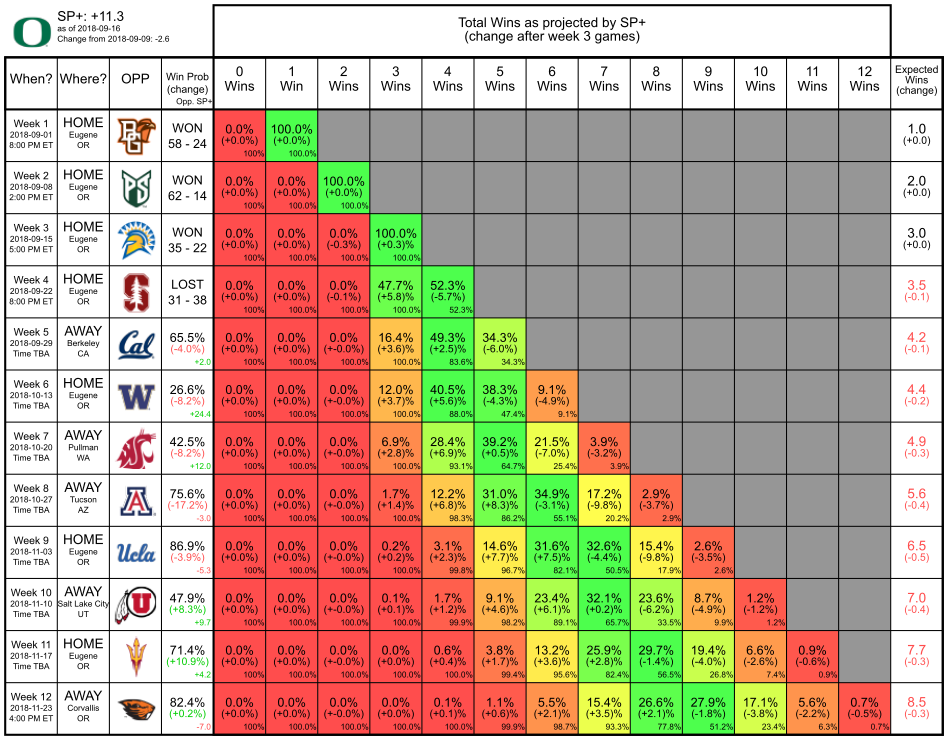 SP+: +11.3
as of 2018-09-16
Change from 2018-09-09: -2.6
Total Wins as projected by SP+
(change after week 3 games)
When? Where? OPP Win Prob (change) Opp. SP+ 0 Wins 1 Win 2 Wins 3 Wins 4 Wins 5 Wins 6 Wins 7 Wins 8 Wins 9 Wins 10 Wins 11 Wins 12 Wins Expected Wins (change)
Week 1 HOME WON 0.0% 100.0% 1.0
2018-09-01 Eugene BG (+0.0%) (+0.0%) (+0.0)
8:00 PM ET OR 58 - 24 100% 100.0%
Week 2 HOME WON 0.0% 0.0% 100.0% 2.0
2018-09-08 Eugene PS (+0.0%) (+0.0%) (+0.0%) (+0.0)
2:00 PM ET OR 62 - 14 100% 100.0% 100.0%
Week 3 HOME WON 0.0% 0.0% 0.0% 100.0% 3.0
2018-09-15 Eugene (+0.0%) (+0.0%) (-0.3%) (+0.3)% (+0.0)
5:00 PM ET OR 35 - 22 100% 100.0% 100.0% 100.0%
Week 4 HOME LOST 0.0% 0.0% 0.0% 47.7% 52.3% 3.5
2018-09-22 Eugene S (+0.0%) (+0.0%) (-0.1%) (+5.8)% (-5.7%) (-0.1)
8:00 PM ET OR 31 - 38 100% 100.0% 100.0% 100.0% 52.3%
Week 5 AWAY 65.5% 0.0% 0.0% 0.0% 16.4% 49.3% 34.3% 4.2
2018-09-29 Berkeley Cal (-4.0%) (+0.0%) (+0.0%) (+-0.0%) (+3.6)% (+2.5)% (-6.0%) (-0.1)
Time TBA CA +2.0 100% 100.0% 100.0% 100.0% 83.6% 34.3%
Week 6 HOME 26.6% 0.0% 0.0% 0.0% 12.0% 40.5% 38.3% 9.1% 4.4
2018-10-13 Eugene W (-8.2%) (+0.0%) (+0.0%) (+-0.0%) (+3.7)% (+5.6)% (-4.3%) (-4.9%) (-0.2)
Time TBA OR +24.4 100% 100.0% 100.0% 100.0% 88.0% 47.4% 9.1%
Week 7 AWAY 42.5% 0.0% 0.0% 0.0% 6.9% 28.4% 39.2% 21.5% 3.9% 4.9
2018-10-20 Pullman (-8.2%) (+0.0%) (+0.0%) (+-0.0%) (+2.8)% (+6.9)% (+0.5)% (-7.0%) (-3.2%) (-0.3)
Time TBA WA +12.0 100% 100.0% 100.0% 100.0% 93.1% 64.7% 25.4% 3.9%
Week 8 AWAY 75.6% 0.0% 0.0% 0.0% 1.7% 12.2% 31.0% 34.9% 17.2% 2.9% 5.6
2018-10-27 Tucson A (-17.2%) (+0.0%) (+0.0%) (+-0.0%) (+1.4)% (+6.8)% (+8.3)% (-3.1%) (-9.8%) (-3.7%) (-0.4)
Time TBA AZ -3.0 100% 100.0% 100.0% 100.0% 98.3% 86.2% 55.1% 20.2% 2.9%
Week 9 HOME 86.9% 0.0% 0.0% 0.0% 0.2% 3.1% 14.6% 31.6% 32.6% 15.4% 2.6% 6.5
2018-11-03 Eugene Ucla (-3.9%) (+0.0%) (+0.0%) (+-0.0%) (+0.2)% (+2.3)% (+7.7)% (+7.5)% (-4.4%) (-9.8%) (-3.5%) (-0.5)
Time TBA OR -5.3 100% 100.0% 100.0% 100.0% 99.8% 96.7% 82.1% 50.5% 17.9% 2.6%
Week 10 AWAY 47.9% 0.0% 0.0% 0.0% 0.1% 1.7% 9.1% 23.4% 32.1% 23.6% 8.7% 1.2% 7.0
2018-11-10 Salt Lake City U (+8.3%) (+0.0%) (+0.0%) (+-0.0%) (+0.1)% (+1.2)% (+4.6)% (+6.1)% (+0.2)% (-6.2%) (-4.9%) (-1.2%) (-0.4)
Time TBA UT +9.7 100% 100.0% 100.0% 100.0% 99.9% 98.2% 89.1% 65.7% 33.5% 9.9% 1.2%
Week 11 HOME 71.4% 0.0% 0.0% 0.0% 0.0% 0.6% 3.8% 13.2% 25.9% 29.7% 19.4% 6.6% 0.9% 7.7
2018-11-17 Eugene (+10.9%) (+0.0%) (+0.0%) (+-0.0%) (+0.0)% (+0.4)% (+1.7)% (+3.6)% (+2.8)% (-1.4%) (-4.0%) (-2.6%) (-0.6%) (-0.3)
Time TBA OR +4.2 100% 100.0% 100.0% 100.0% 100.0% 99.4% 95.6% 82.4% 56.5% 26.8% 7.4% 0.9%
Week 12 AWAY 82.4% 0.0% 0.0% 0.0% 0.0% 0.1% 1.1% 5.5% 15.4% 26.6% 27.9% 17.1% 5.6% 0.7% 8.5
2018-11-23 Corvallis (+0.2%) (+0.0%) (+0.0%) (+-0.0%) (+0.0)% (+0.1)% (+0.6)% (+2.1)% (+3.5)% (+2.1)% (-1.8%) (-3.8%) (-2.2%) (-0.5%) (-0.3)
4:00 PM ET OR -7.0 100% 100.0% 100.0% 100.0% 100.0% 99.9% 98.7% 93.3% 77.8% 51.2% 23.4% 6.3% 0.7%